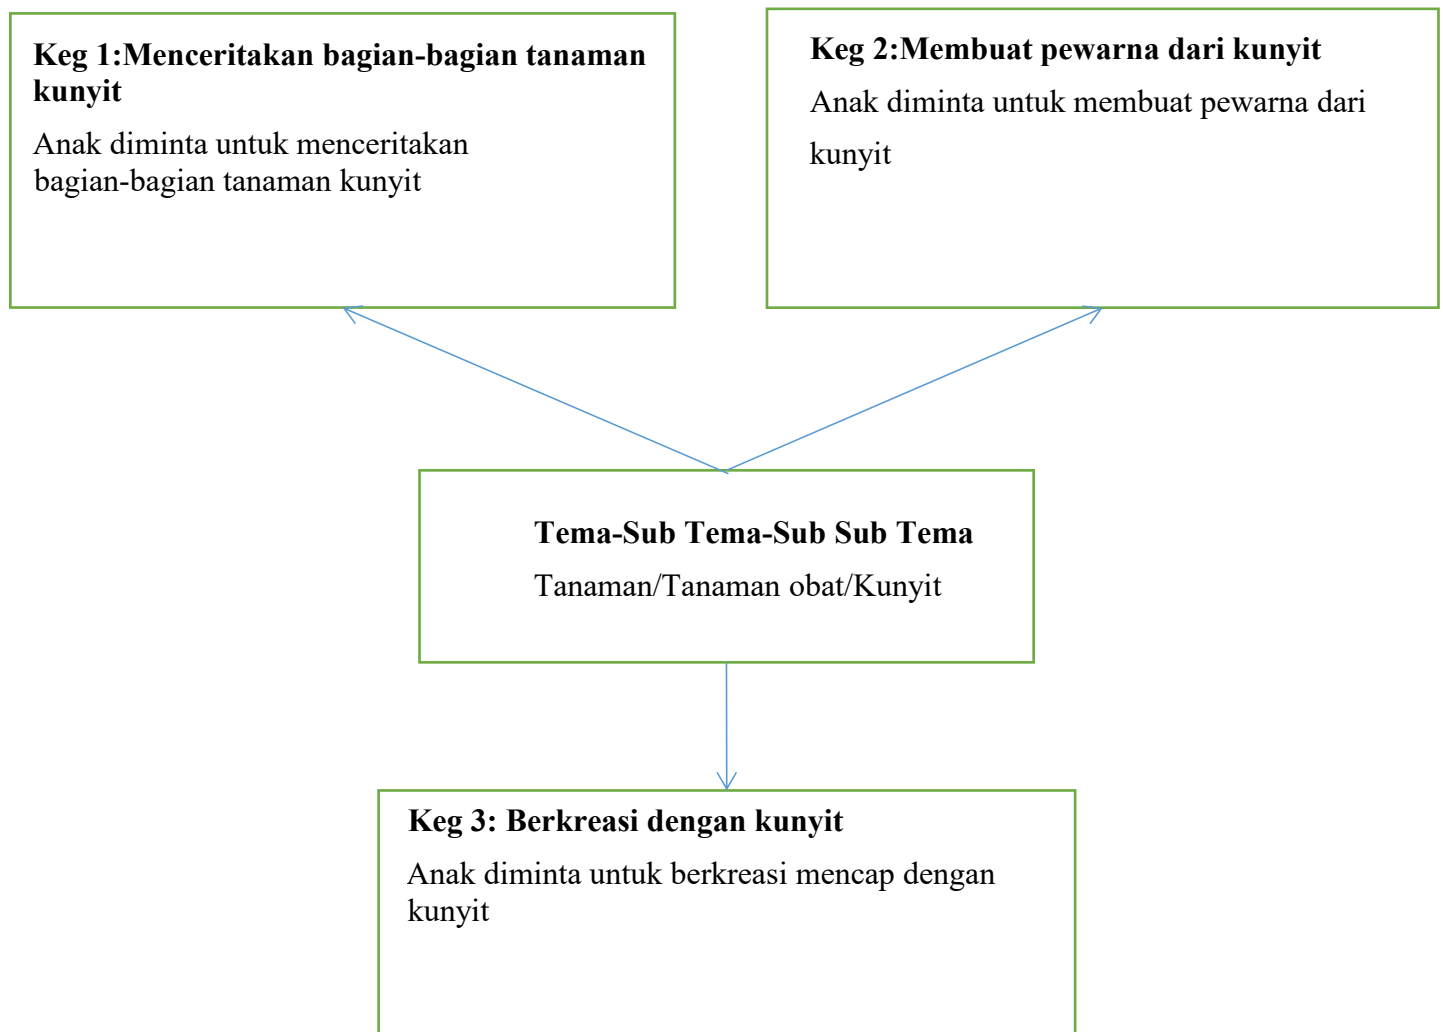 Keg 1:Menceritakan bagian-bagian tanaman
kunyit
Anak diminta untuk menceritakan
bagian-bagian tanaman kunyit
Keg 2:Membuat pewarna dari kunyit
Anak diminta untuk membuat pewarna dari
kunyit
Tema-Sub Tema-Sub Sub Tema
Tanaman/Tanaman obat/Kunyit
Keg 3: Berkreasi dengan kunyit
Anak diminta untuk berkreasi mencap dengan
kunyit